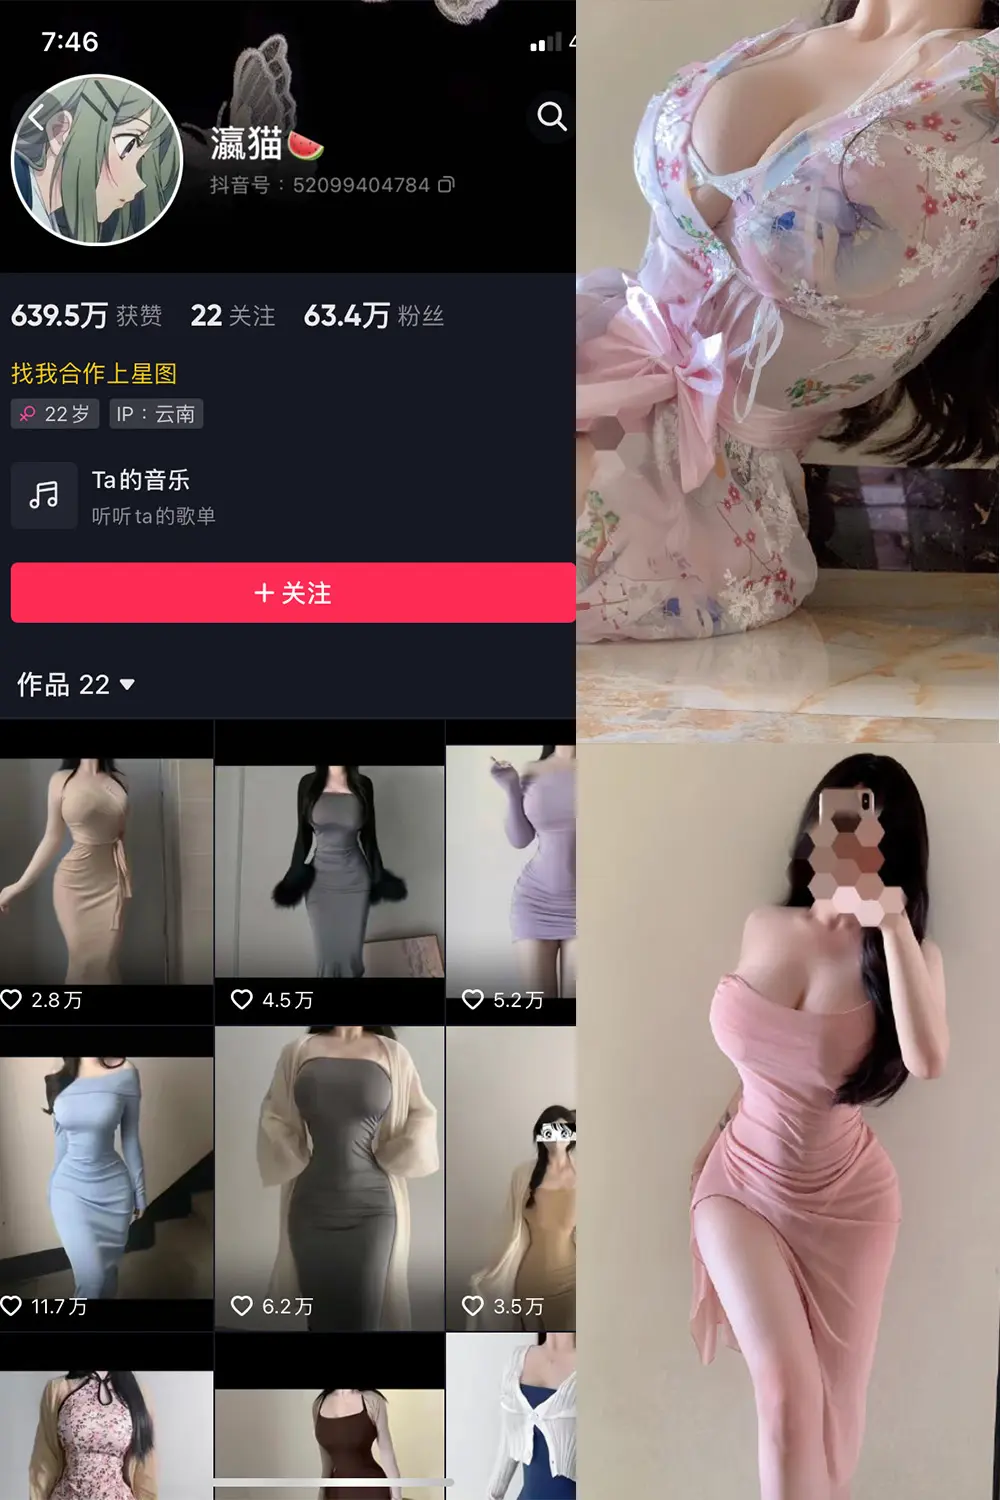 7:46
4
瀛猫🍉
抖音号：52099404784
639.5万 获赞 22 关注 63.4万 粉丝
找我合作上星图
22岁 IP：云南
Ta的音乐
听听ta的歌单
+ 关注
作品 22
2.8万 4.5万 5.2万
11.7万 6.2万 3.5万